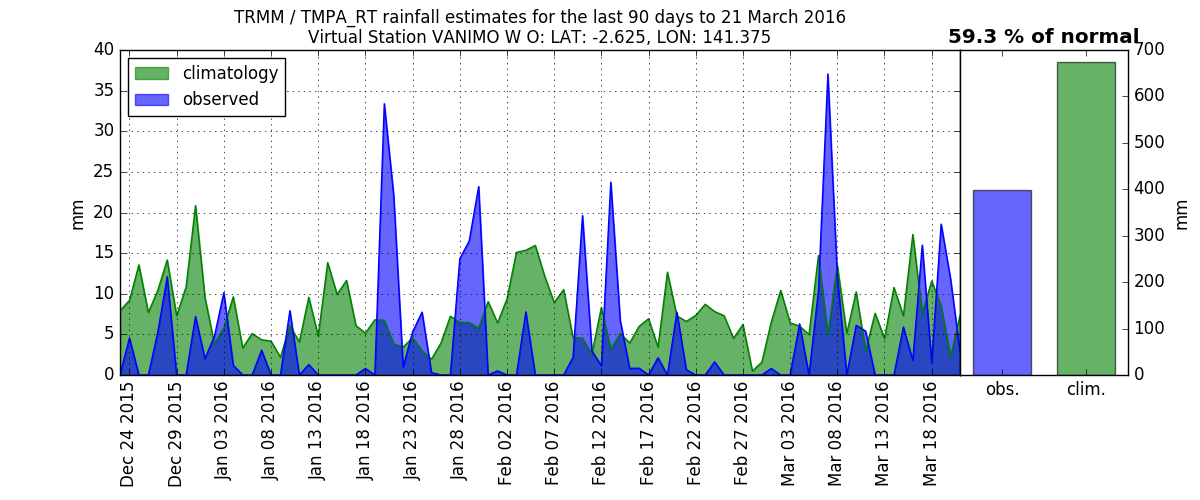 TRMM / TMPA_RT rainfall estimates for the last 90 days to 21 March 2016
Virtual Station VANIMO W O: LAT: -2.625, LON: 141.375
59.3 % of normal
climatology
observed
mm
40
35
30
25
20
15
10
5
0
Dec 24 2015
Dec 29 2015
Jan 03 2016
Jan 08 2016
Jan 13 2016
Jan 18 2016
Jan 23 2016
Jan 28 2016
Feb 02 2016
Feb 07 2016
Feb 12 2016
Feb 17 2016
Feb 22 2016
Feb 27 2016
Mar 03 2016
Mar 08 2016
Mar 13 2016
Mar 18 2016
obs.
clim.
700
600
500
400
300
200
100
0
mm